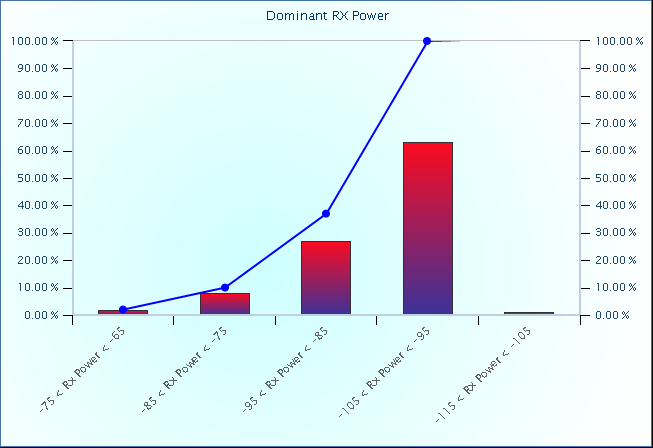 Dominant RX Power
100.00 % 100.00 %
90.00 % 90.00 %
80.00 % 80.00 %
70.00 % 70.00 %
60.00 % 60.00 %
50.00 % 50.00 %
40.00 % 40.00 %
30.00 % 30.00 %
20.00 % 20.00 %
10.00 % 10.00 %
0.00 % 0.00 %
-75 < Rx Power < -65
-85 < Rx Power < -75
-95 < Rx Power < -85
-105 < Rx Power < -95
-115 < Rx Power < -105